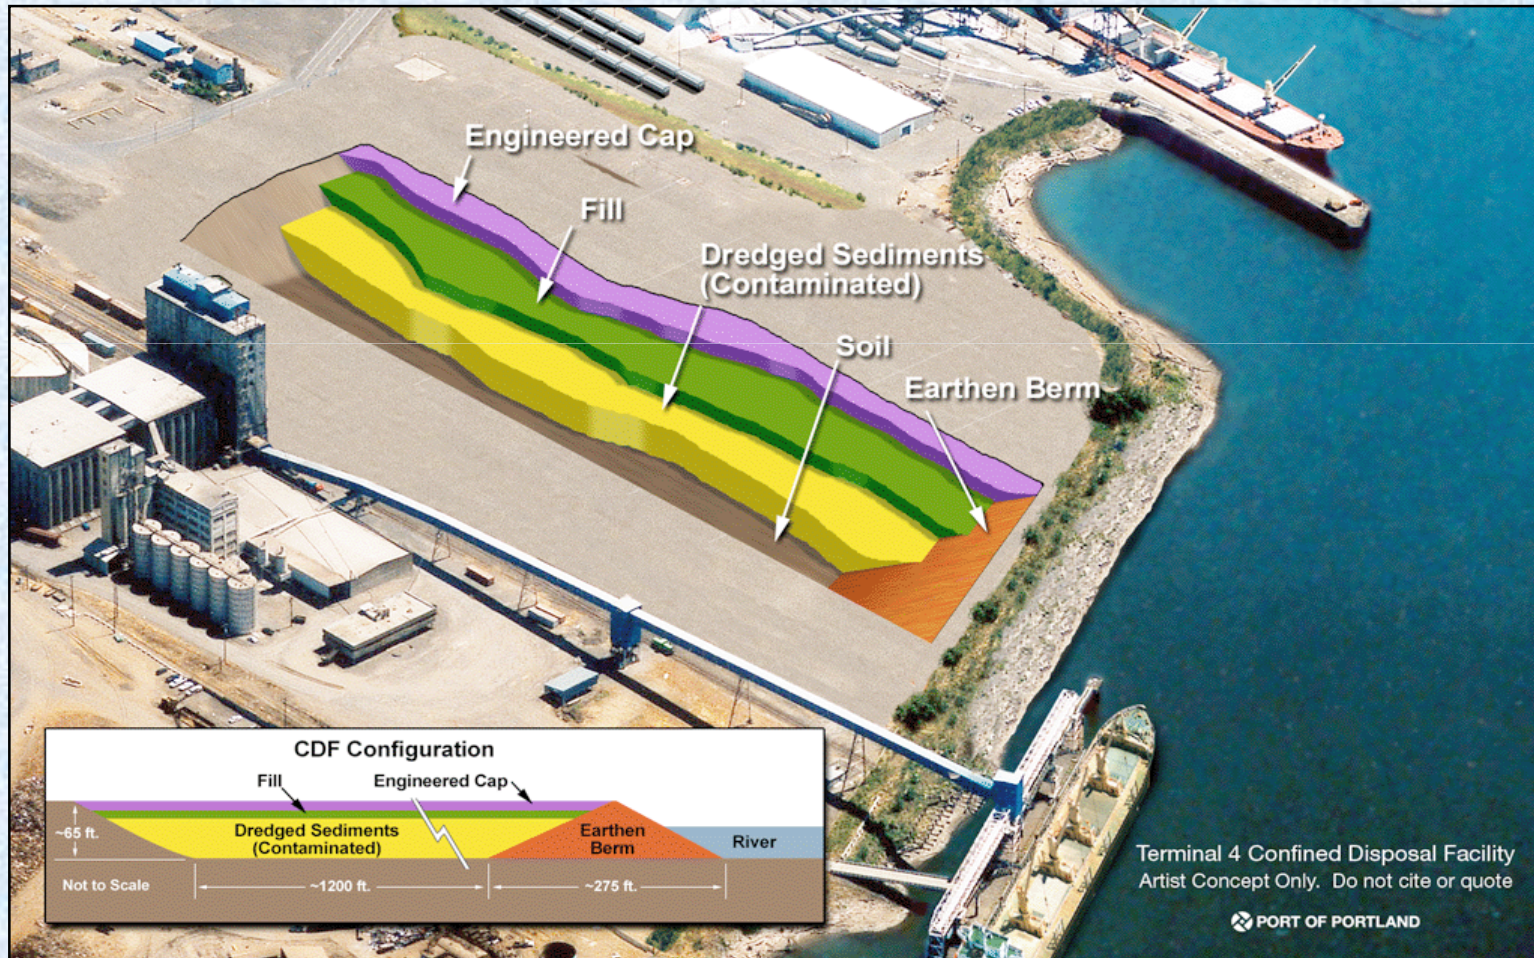 Engineered Cap
Fill
Dredged Sediments
(Contaminated)
Soil
Earthen Berm
CDF Configuration
Fill
Engineered Cap
~65 ft.
Dredged Sediments
(Contaminated)
Earthen
Berm
River
Not to Scale
~1200 ft.
~275 ft.
Terminal 4 Confined Disposal Facility
Artist Concept Only. Do not cite or quote
PORT OF PORTLAND